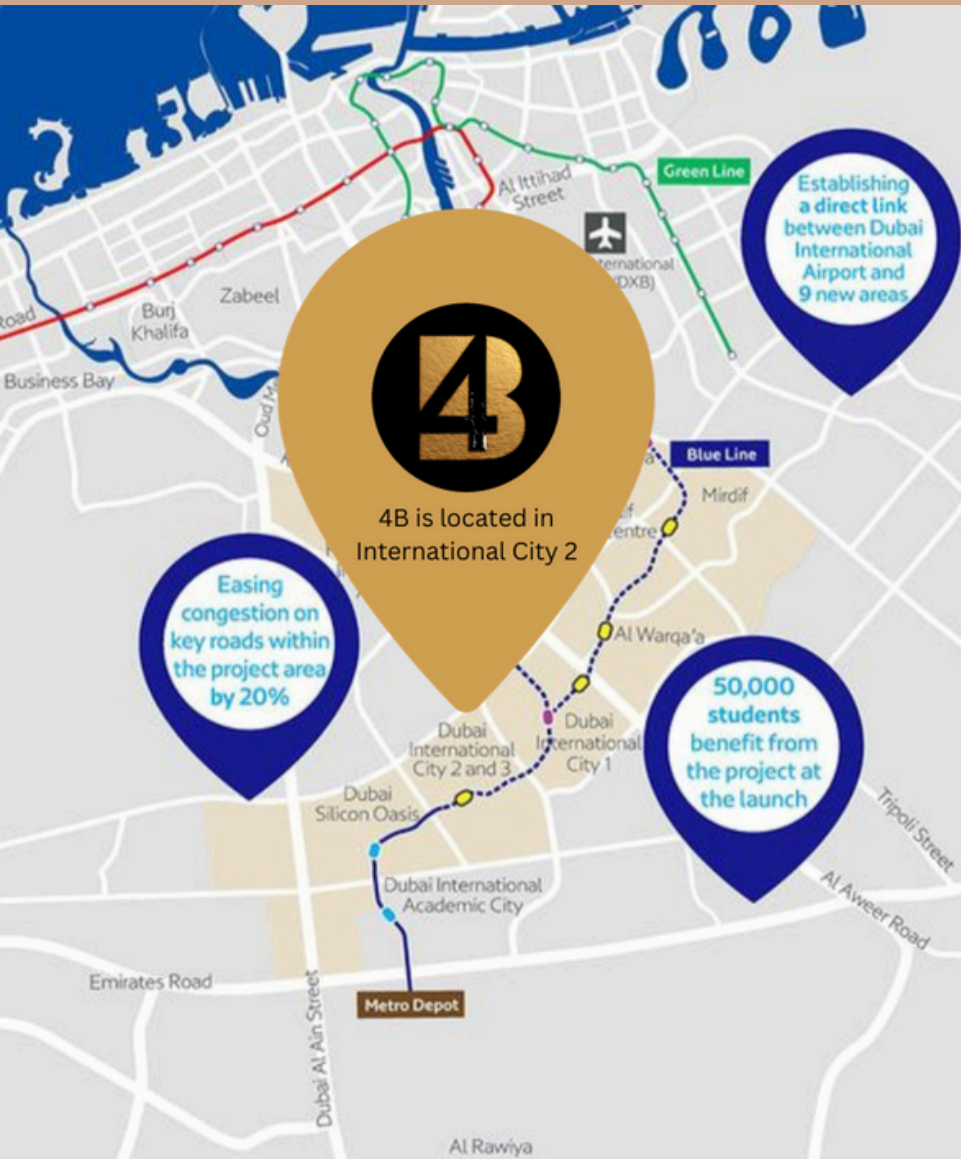 Green Line
Al Ittihad
Street
Establishing
a direct link
between Dubai
International
Airport and
9 new areas
(DXB)
Zabeel
Road
Burj
Khalifa
Business Bay
4B
4B is located in
International City 2
Blue Line
Mirdif
Easing
congestion on
key roads within
the project area
by 20%
Al Warqa'a
50,000
students
benefit from
the project at
the launch
Dubai
International
City 2 and 3
Dubai
International
City 1
Dubai
Silicon Oasis
Dubai International
Academic City
Tripoli Street
Al Aweer Road
Emirates Road
Metro Depot
Dubai Al Ain Street
Al Rawiya